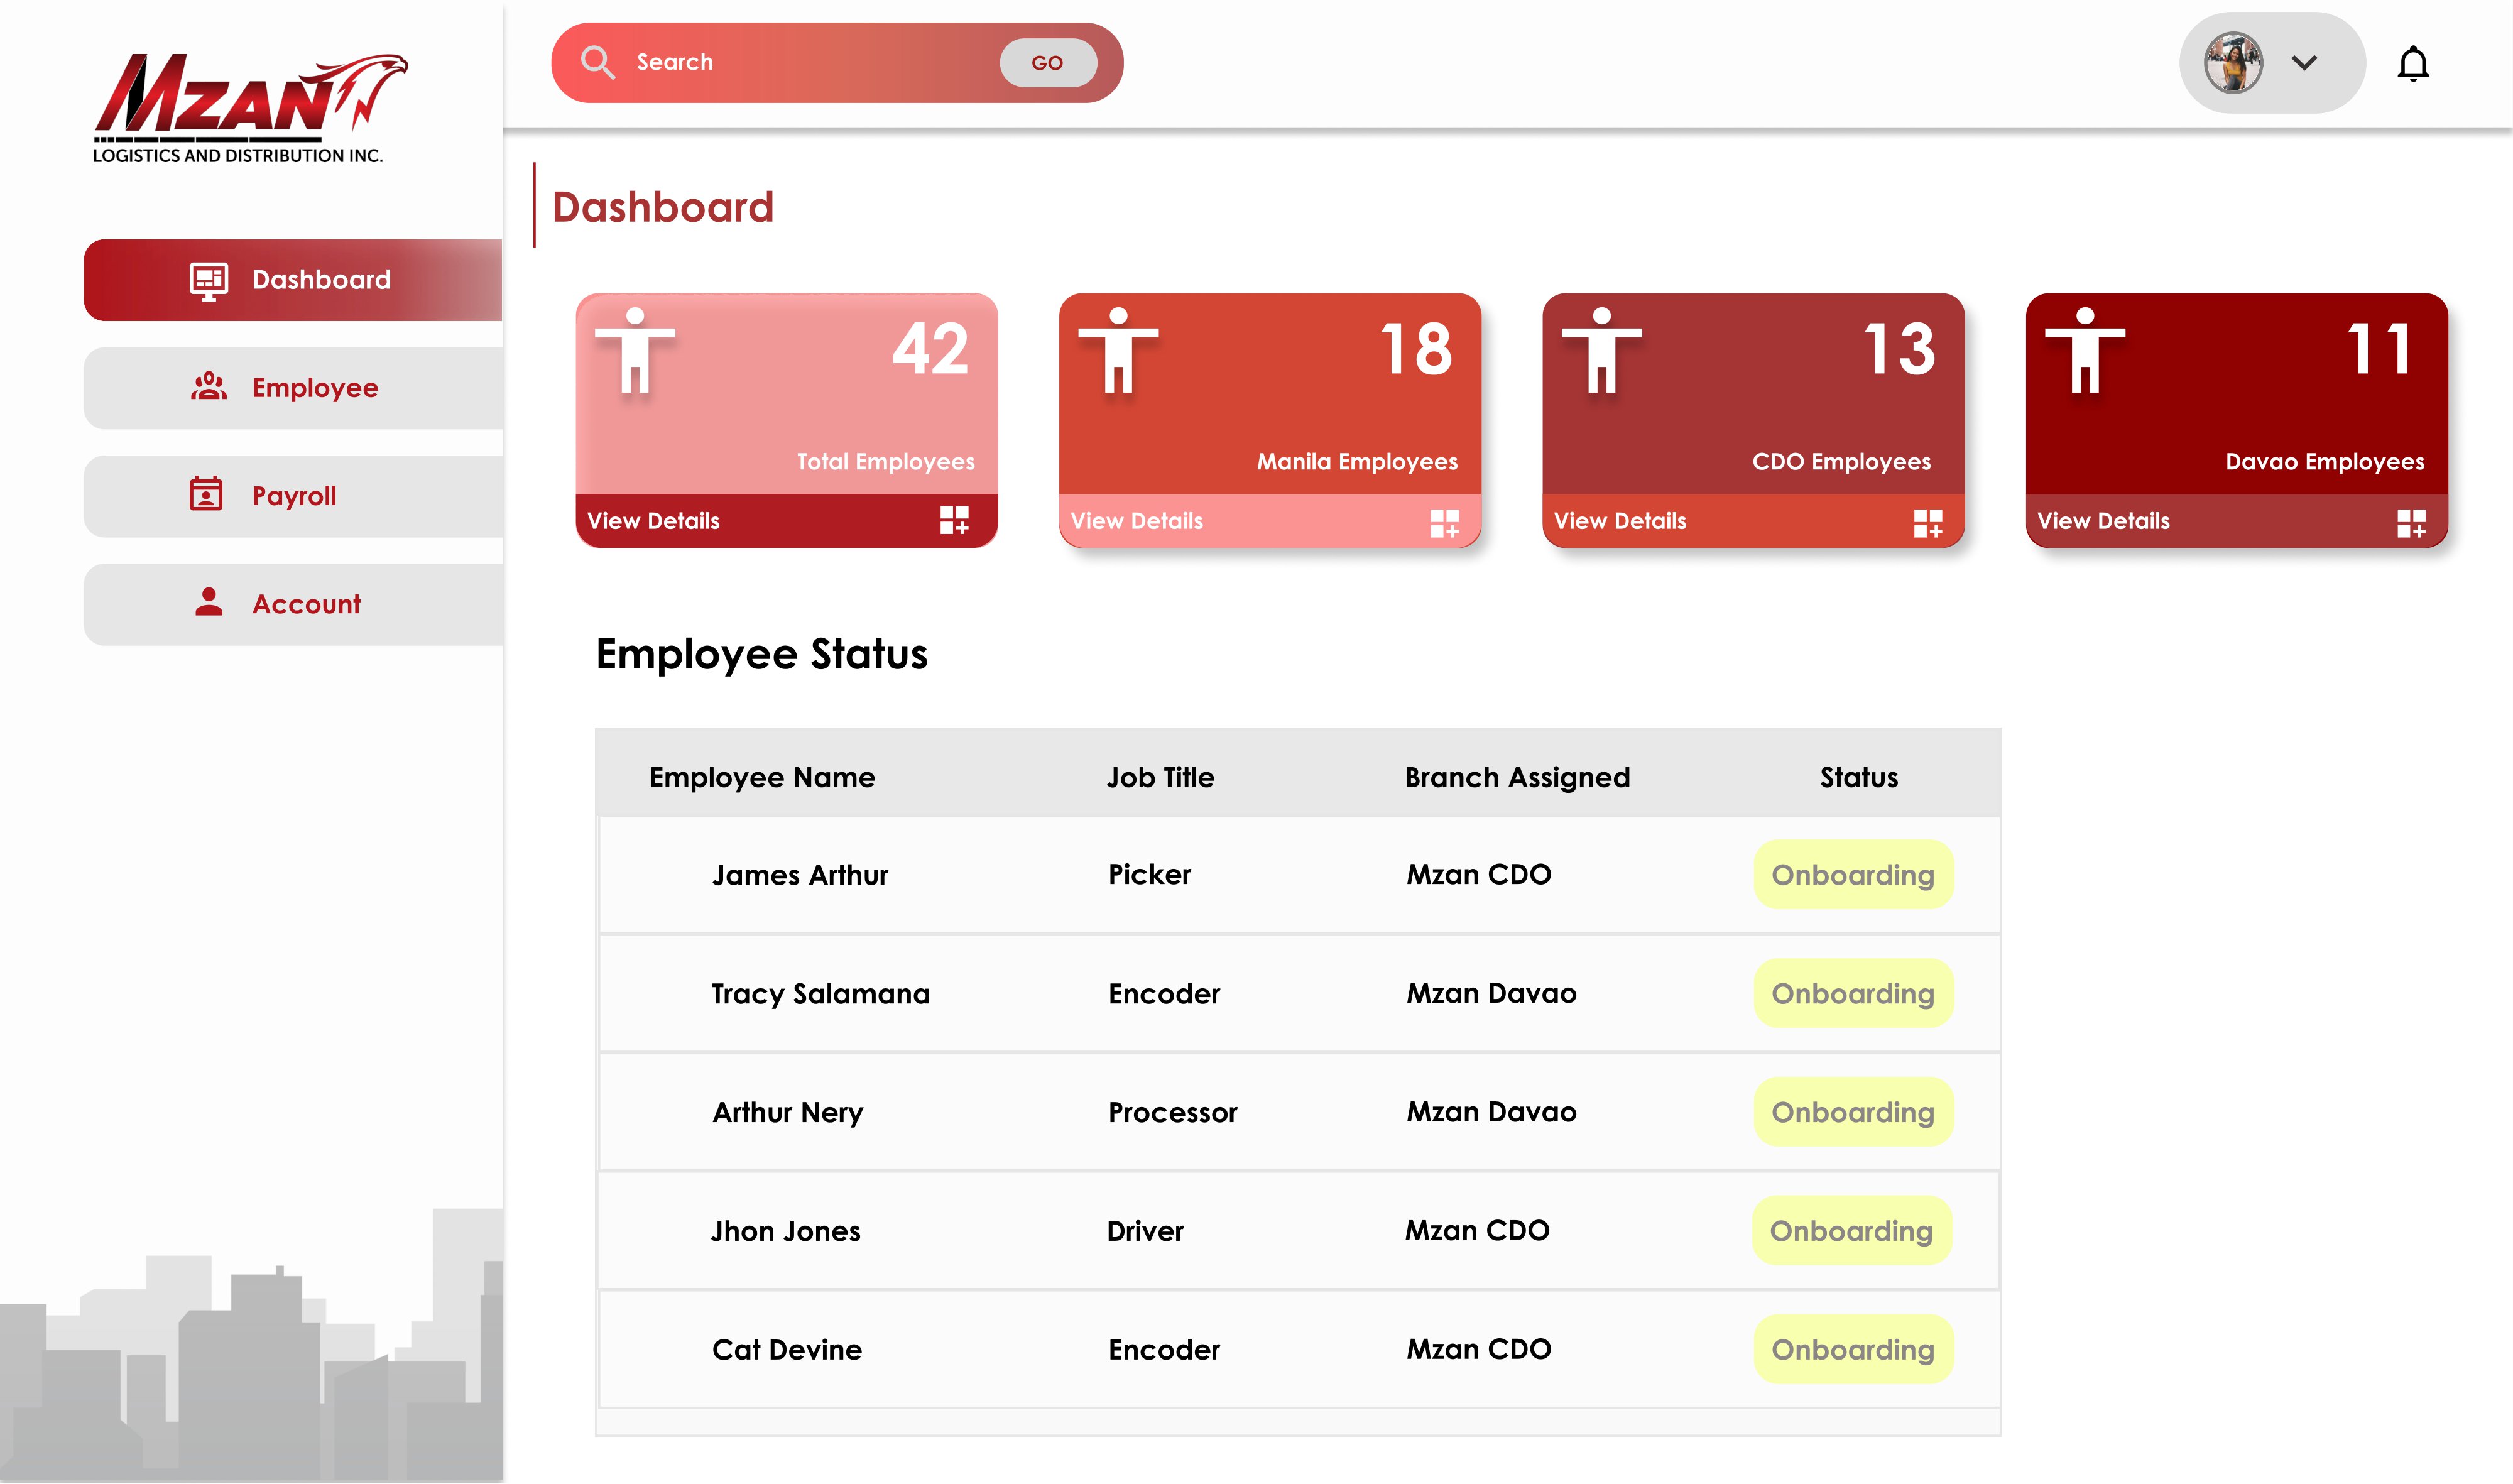 MZAN
LOGISTICS AND DISTRIBUTION INC.
Search
GO
Dashboard
Employee
Payroll
Account
Dashboard
42
Total Employees
View Details
18
Manila Employees
View Details
13
CDO Employees
View Details
11
Davao Employees
View Details
Employee Status
Employee Name Job Title Branch Assigned Status
James Arthur Picker Mzan CDO Onboarding
Tracy Salamana Encoder Mzan Davao Onboarding
Arthur Nery Processor Mzan Davao Onboarding
Jhon Jones Driver Mzan CDO Onboarding
Cat Devine Encoder Mzan CDO Onboarding